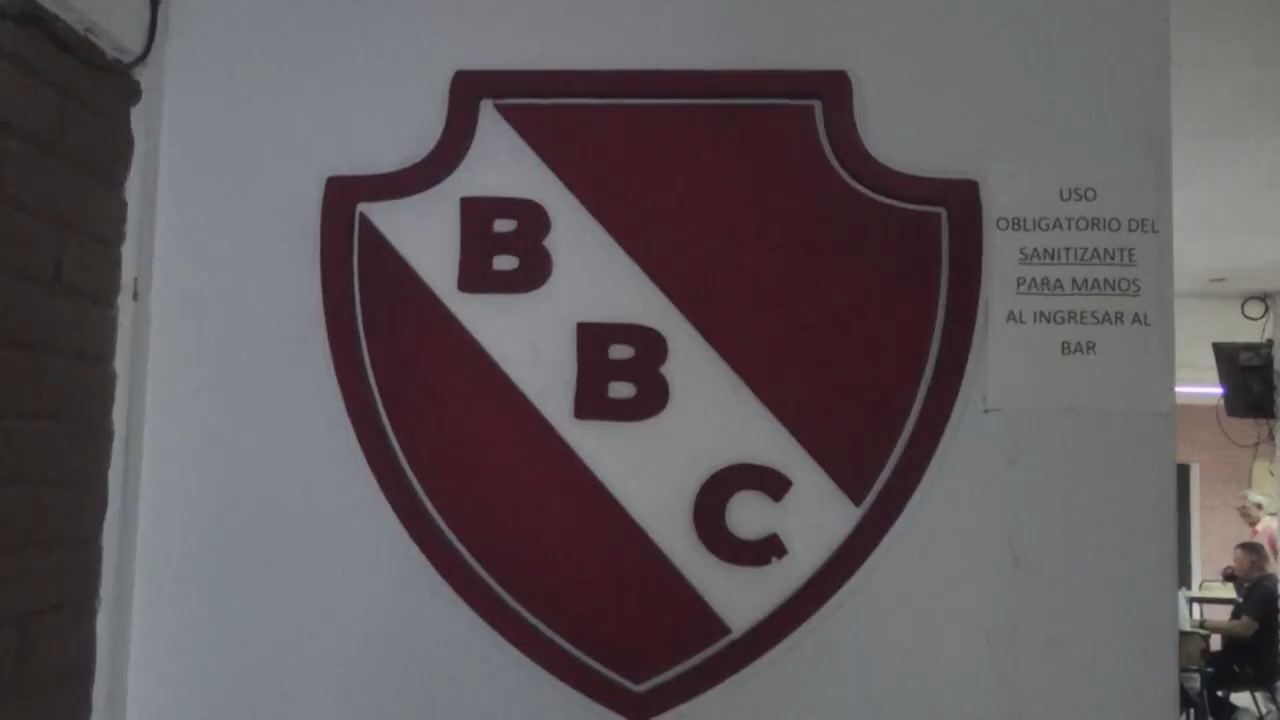 B
B
C
USO
OBLIGATORIO DEL
SANITIZANTE
PARA MANOS
AL INGRESAR AL
BAR